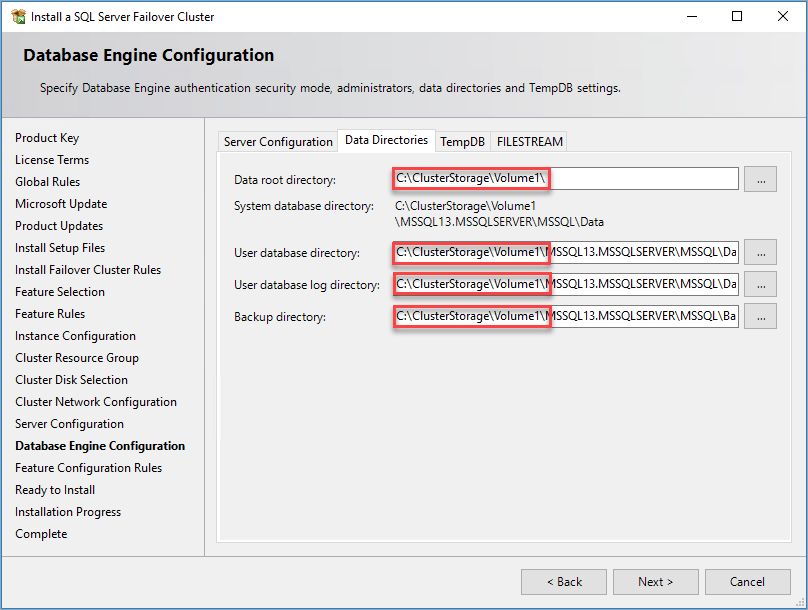 Install a SQL Server Failover Cluster
Database Engine Configuration
Specify Database Engine authentication security mode, administrators, data directories and TempDB settings.
Product Key
License Terms
Global Rules
Microsoft Update
Product Updates
Install Setup Files
Install Failover Cluster Rules
Feature Selection
Feature Rules
Instance Configuration
Cluster Resource Group
Cluster Disk Selection
Cluster Network Configuration
Server Configuration
Database Engine Configuration
Feature Configuration Rules
Ready to Install
Installation Progress
Complete
Server Configuration Data Directories TempDB FILESTREAM
Data root directory: C:\ClusterStorage\Volume1\ ...
System database directory: C:\ClusterStorage\Volume1
\MSSQL13.MSSQLSERVER\MSSQL\Data
User database directory: C:\ClusterStorage\Volume1\MSSQL13.MSSQLSERVER\MSSQL\Da ...
User database log directory: C:\ClusterStorage\Volume1\MSSQL13.MSSQLSERVER\MSSQL\Da ...
Backup directory: C:\ClusterStorage\Volume1\MSSQL13.MSSQLSERVER\MSSQL\Ba ...
< Back Next > Cancel